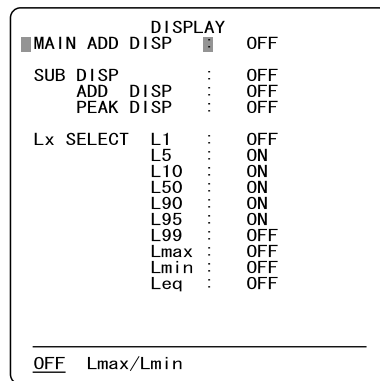 DISPLAY
MAIN ADD DISP : OFF
SUB DISP : OFF
ADD DISP : OFF
PEAK DISP : OFF
Lx SELECT L1 : OFF
L5 : ON
L10 : ON
L50 : ON
L90 : ON
L95 : ON
L99 : OFF
Lmax : OFF
Lmin : OFF
Leq : OFF
OFF Lmax/Lmin